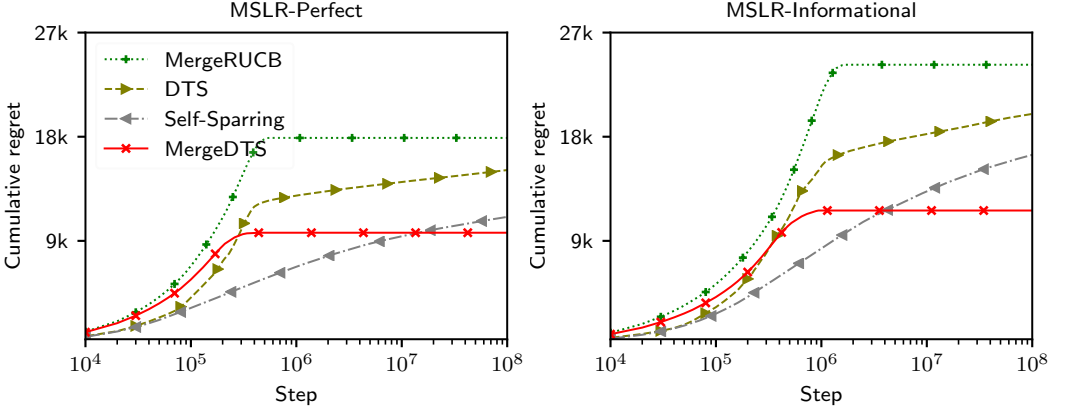 MSLR-Perfect
27k
18k
9k
Cumulative regret
MergeRUCB
DTS
Self-Sparring
MergeDTS
10^4
10^5
10^6
10^7
10^8
Step
MSLR-Informational
27k
18k
9k
Cumulative regret
10^4
10^5
10^6
10^7
10^8
Step